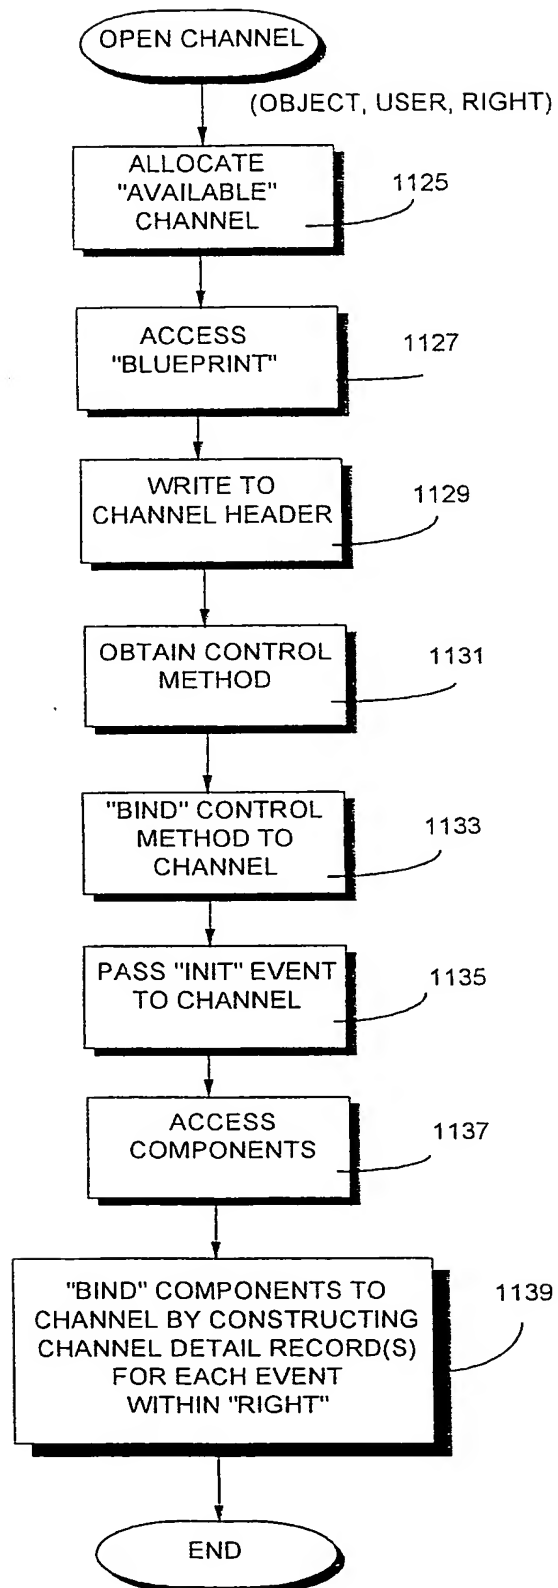 OPEN CHANNEL
(OBJECT, USER, RIGHT)
ALLOCATE
"AVAILABLE"
CHANNEL
1125
ACCESS
"BLUEPRINT"
1127
WRITE TO
CHANNEL HEADER
1129
OBTAIN CONTROL
METHOD
1131
"BIND" CONTROL
METHOD TO
CHANNEL
1133
PASS "INIT" EVENT
TO CHANNEL
1135
ACCESS
COMPONENTS
1137
"BIND" COMPONENTS TO
CHANNEL BY CONSTRUCTING
CHANNEL DETAIL RECORD(S)
FOR EACH EVENT
WITHIN "RIGHT"
1139
END